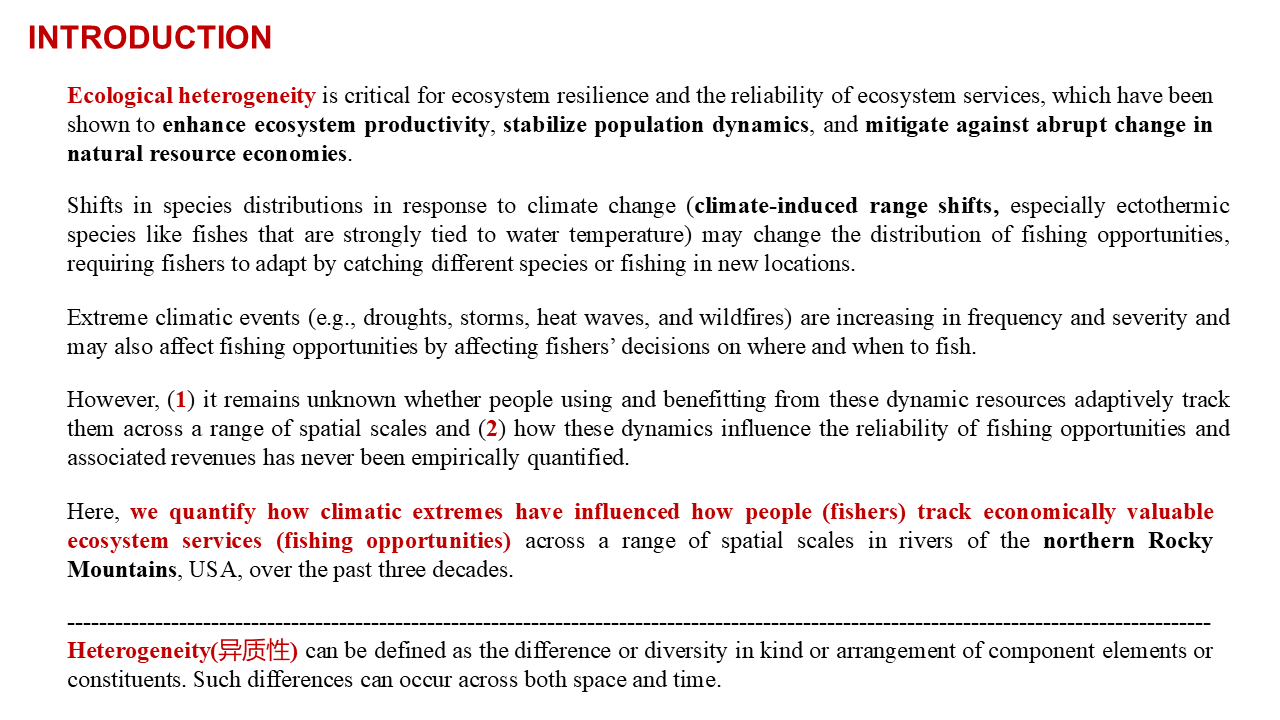 INTRODUCTION
Ecological heterogeneity is critical for ecosystem resilience and the reliability of ecosystem services, which have been
shown to enhance ecosystem productivity, stabilize population dynamics, and mitigate against abrupt change in
natural resource economies.
Shifts in species distributions in response to climate change (climate-induced range shifts, especially ectothermic
species like fishes that are strongly tied to water temperature) may change the distribution of fishing opportunities,
requiring fishers to adapt by catching different species or fishing in new locations.
Extreme climatic events (e.g., droughts, storms, heat waves, and wildfires) are increasing in frequency and severity and
may also affect fishing opportunities by affecting fishers’ decisions on where and when to fish.
However, (1) it remains unknown whether people using and benefitting from these dynamic resources adaptively track
them across a range of spatial scales and (2) how these dynamics influence the reliability of fishing opportunities and
associated revenues has never been empirically quantified.
Here, we quantify how climatic extremes have influenced how people (fishers) track economically valuable
ecosystem services (fishing opportunities) across a range of spatial scales in rivers of the northern Rocky
Mountains, USA, over the past three decades.
Heterogeneity(异质性) can be defined as the difference or diversity in kind or arrangement of component elements or
constituents. Such differences can occur across both space and time.